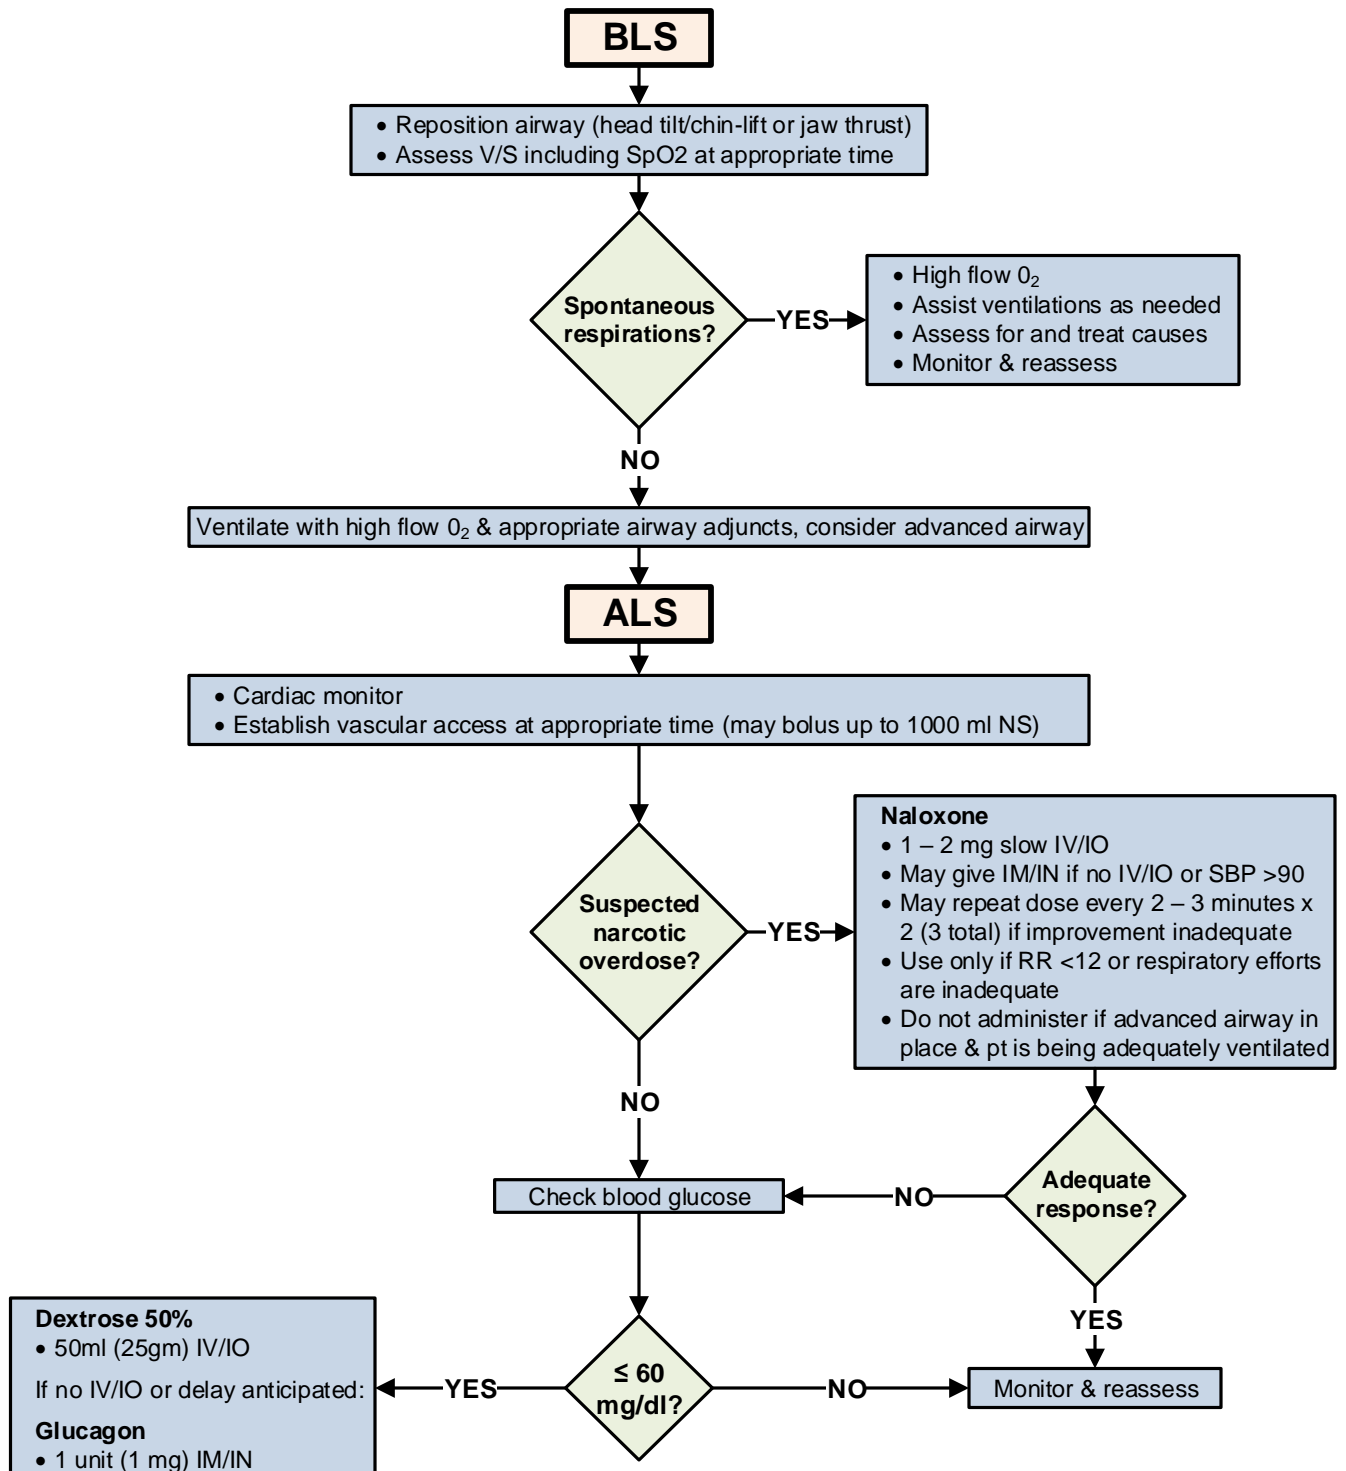 BLS
• Reposition airway (head tilt/chin-lift or jaw thrust)
• Assess V/S including SpO2 at appropriate time
Spontaneous
respirations?
YES
• High flow 0₂
• Assist ventilations as needed
• Assess for and treat causes
• Monitor & reassess
NO
Ventilate with high flow 0₂ & appropriate airway adjuncts, consider advanced airway
ALS
• Cardiac monitor
• Establish vascular access at appropriate time (may bolus up to 1000 ml NS)
Suspected
narcotic
overdose?
YES
Naloxone
• 1 – 2 mg slow IV/IO
• May give IM/IN if no IV/IO or SBP >90
• May repeat dose every 2 – 3 minutes x
2 (3 total) if improvement inadequate
• Use only if RR <12 or respiratory efforts
are inadequate
• Do not administer if advanced airway in
place & pt is being adequately ventilated
NO
Check blood glucose
NO
Adequate
response?
YES
Dextrose 50%
• 50ml (25gm) IV/IO
If no IV/IO or delay anticipated:
Glucagon
• 1 unit (1 mg) IM/IN
YES
≤ 60
mg/dl?
NO
Monitor & reassess